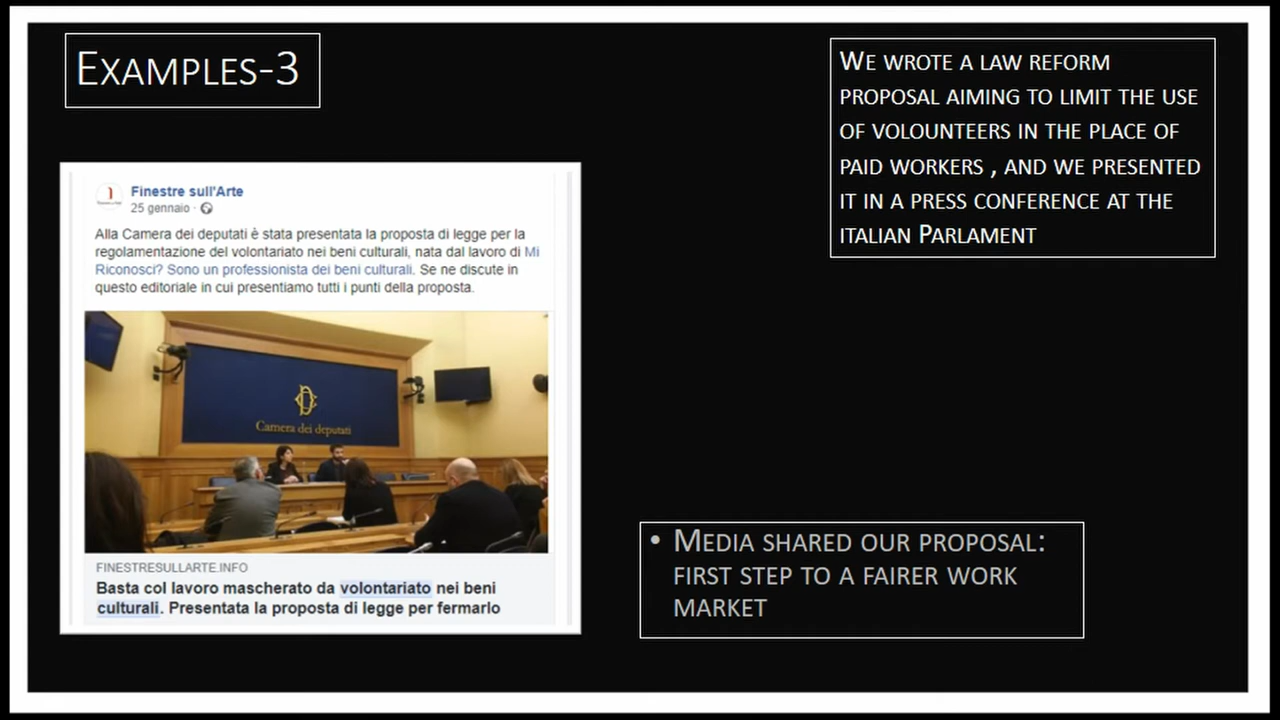 Examples-3
We wrote a law reform
proposal aiming to limit the use
of volounteers in the place of
paid workers , and we presented
it in a press conference at the
italian Parlament
Finestre sull'Arte
25 gennaio ·
Alla Camera dei deputati è stata presentata la proposta di legge per la
regolamentazione del volontariato nei beni culturali, nata dal lavoro di Mi
Riconosci? Sono un professionista dei beni culturali. Se ne discute in
questo editoriale in cui presentiamo tutti i punti della proposta.
Camera dei deputati
FINESTRESULLARTE.INFO
Basta col lavoro mascherato da volontariato nei beni
culturali. Presentata la proposta di legge per fermarlo
• Media shared our proposal:
first step to a fairer work
market